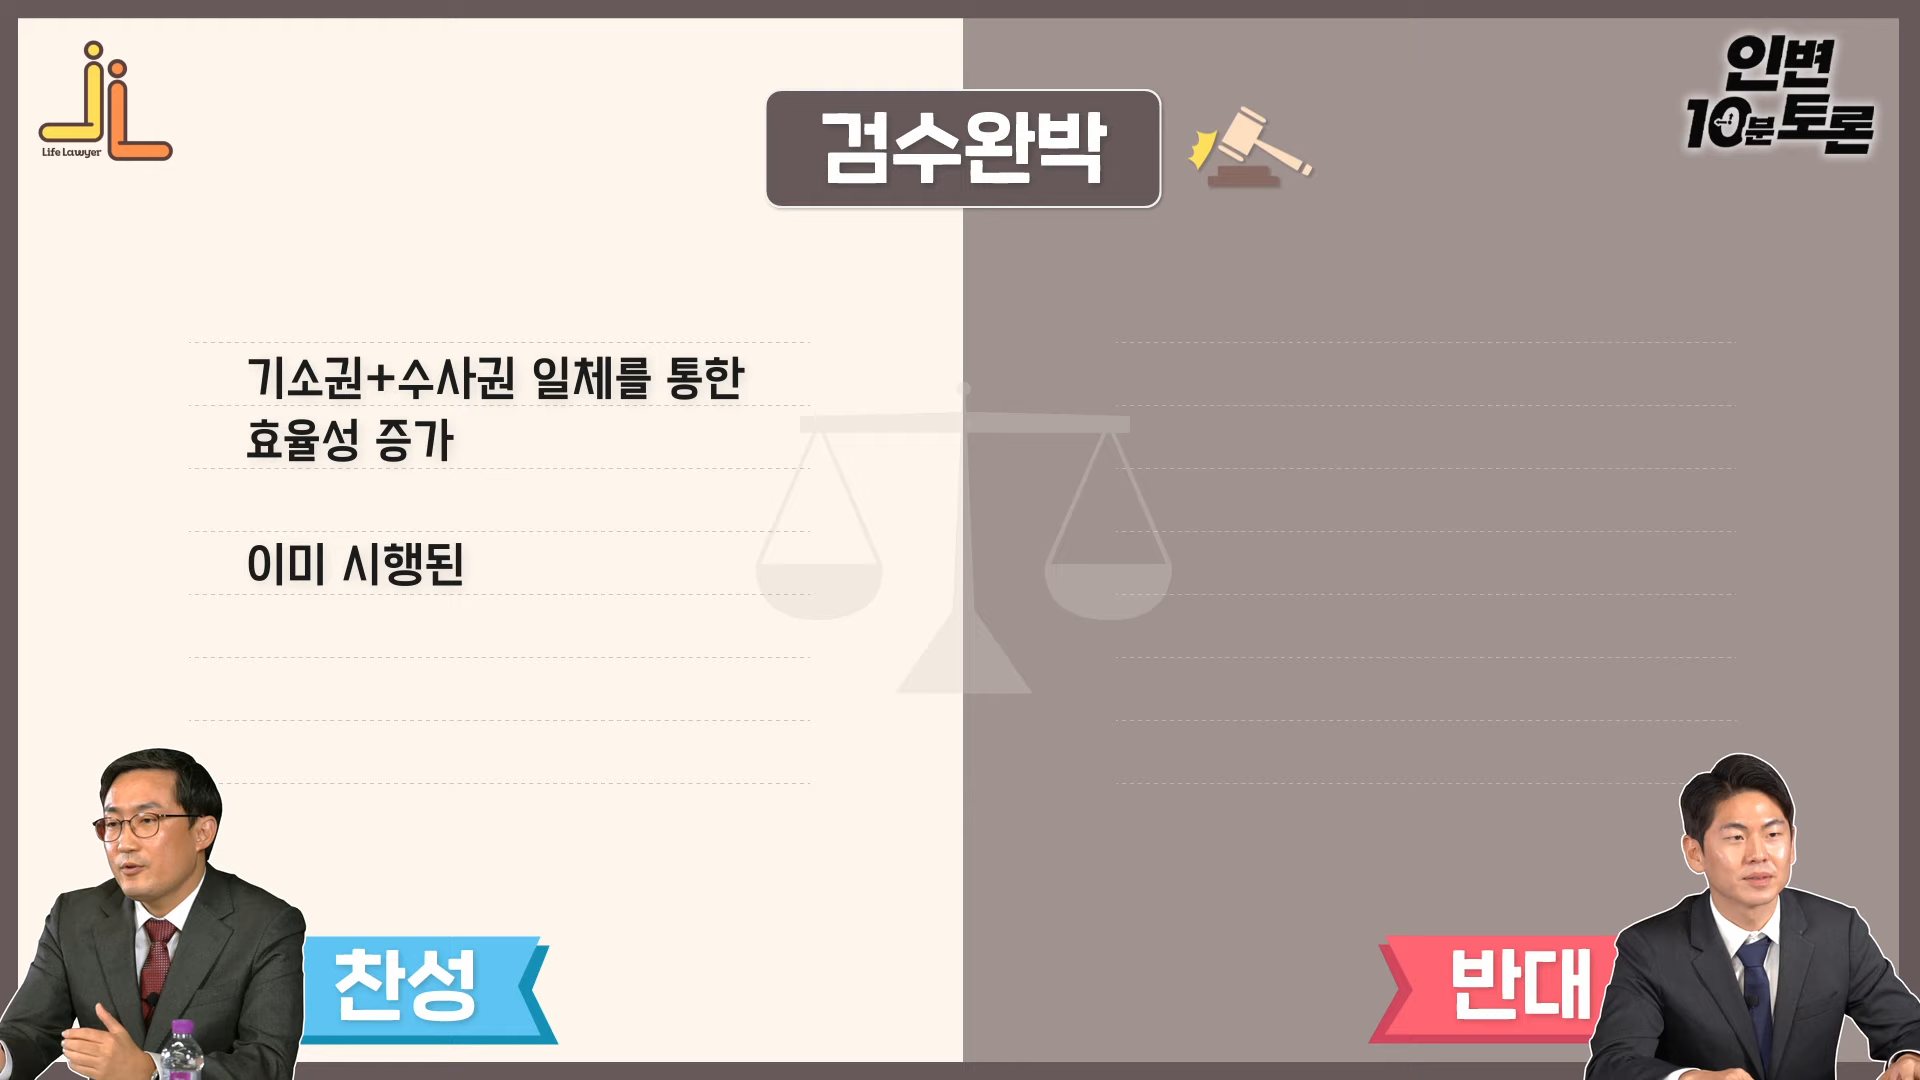 Life Lawyer
검수완박
인변
10분토론
기소권+수사권 일체를 통한
효율성 증가
이미 시행된
찬성
반대